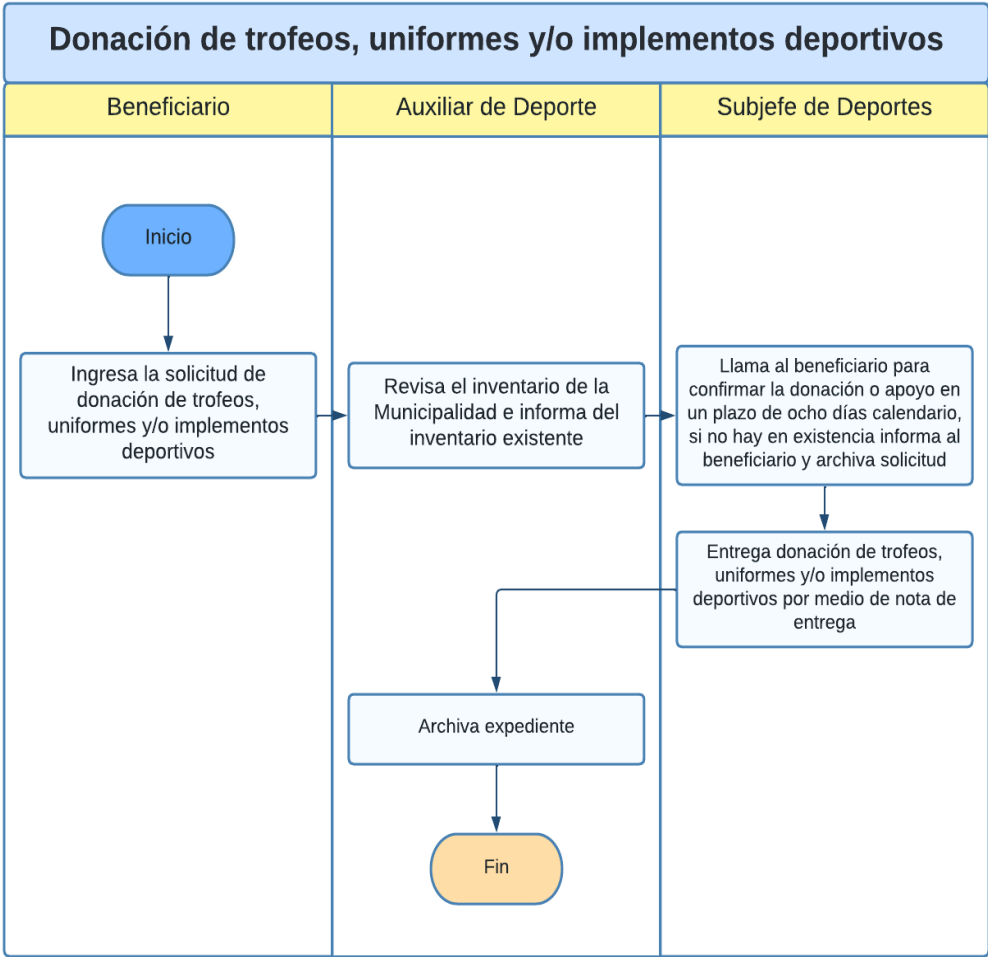 Donación de trofeos, uniformes y/o implementos deportivos
Beneficiario
Auxiliar de Deporte
Subjefe de Deportes
Inicio
Ingresa la solicitud de
donación de trofeos,
uniformes y/o implementos
deportivos
Revisa el inventario de la
Municipalidad e informa del
inventario existente
Llama al beneficiario para
confirmar la donación o apoyo en
un plazo de ocho días calendario,
si no hay en existencia informa al
beneficiario y archiva solicitud
Entrega donación de trofeos,
uniformes y/o implementos
deportivos por medio de nota de
entrega
Archiva expediente
Fin